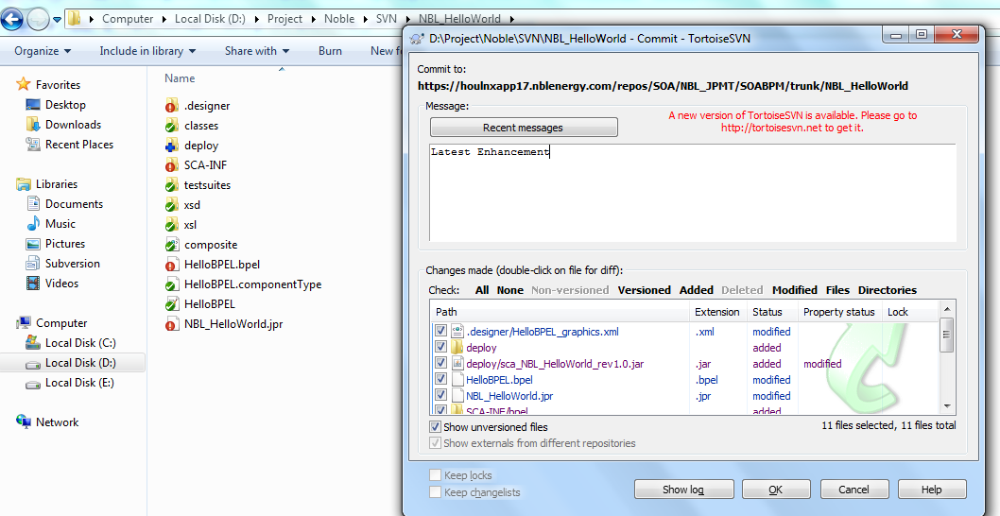 Computer Local Disk (D:) Project Noble SVN NBL_HelloWorld
Organize Include in library Share with Burn New
Favorites
Desktop
Downloads
Recent Places
Libraries
Documents
Music
Pictures
Subversion
Videos
Computer
Local Disk (C:)
Local Disk (D:)
Local Disk (E:)
Network
Name
.designer
classes
deploy
SCA-INF
testsuites
xsd
xsl
composite
HelloBPEL.bpel
HelloBPEL.componentType
HelloBPEL
NBL_HelloWorld.jpr
D:\Project\Noble\SVN\NBL_HelloWorld - Commit - TortoiseSVN
Commit to:
https://houlnxapp17.nblenergy.com/repos/SOA/NBL_JPMT/SOABPM/trunk/NBL_HelloWorld
Message:
Recent messages
A new version of TortoiseSVN is available. Please go to
http://tortoisesvn.net to get it.
Latest Enhancement
Changes made (double-click on file for diff):
Check: All None Non-versioned Versioned Added Deleted Modified Files Directories
Path Extension Status Property status Lock
.designer/HelloBPEL_graphics.xml .xml modified
deploy added
deploy/sca_NBL_HelloWorld_rev1.0.jar .jar added modified
HelloBPEL.bpel .bpel modified
NBL_HelloWorld.jpr .jpr modified
SCA-INF/bpel added
Show unversioned files
11 files selected, 11 files total
Show externals from different repositories
Keep locks
Keep changelists
Show log OK Cancel Help